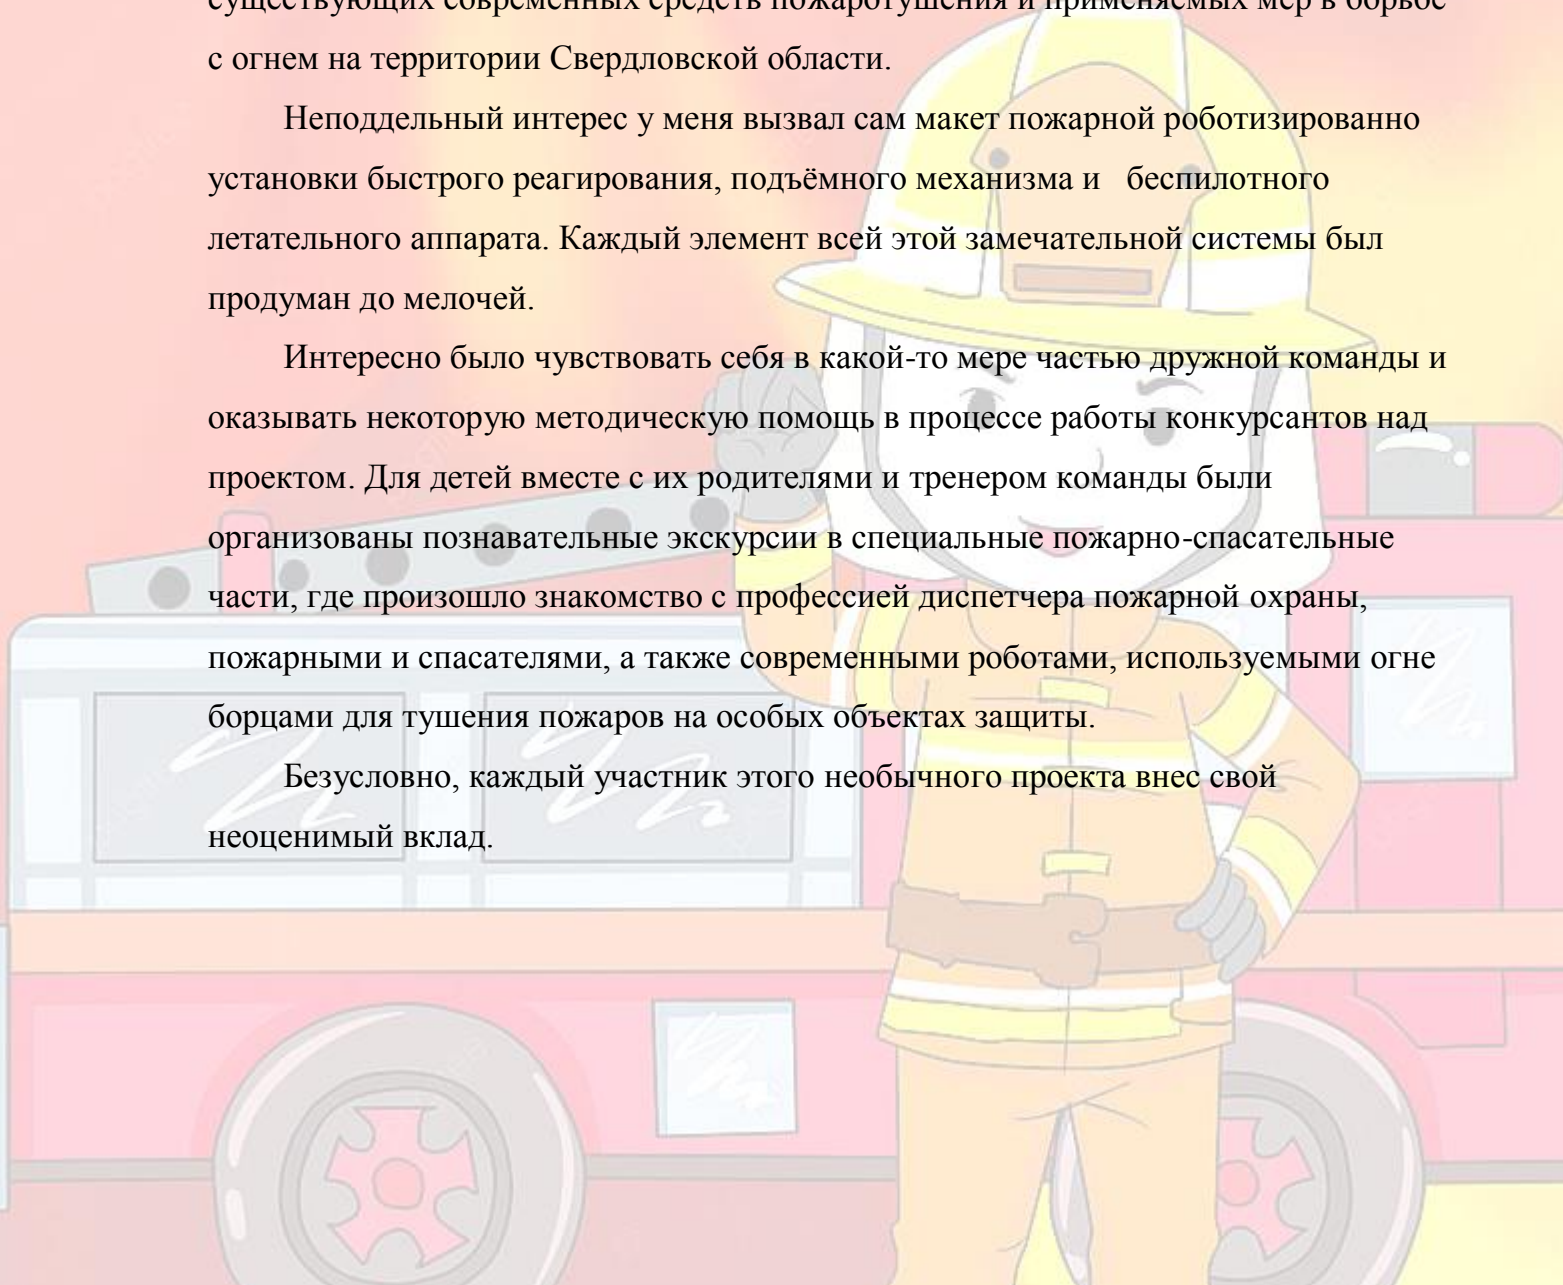 существующих современных средств пожаротушения и применяемых мер в борьбе
с огнем на территории Свердловской области.
Неподдельный интерес у меня вызвал сам макет пожарной роботизированно
установки быстрого реагирования, подъёмного механизма и беспилотного
летательного аппарата. Каждый элемент всей этой замечательной системы был
продуман до мелочей.
Интересно было чувствовать себя в какой-то мере частью дружной команды и
оказывать некоторую методическую помощь в процессе работы конкурсантов над
проектом. Для детей вместе с их родителями и тренером команды были
организованы познавательные экскурсии в специальные пожарно-спасательные
части, где произошло знакомство с профессией диспетчера пожарной охраны,
пожарными и спасателями, а также современными роботами, используемыми огне
борцами для тушения пожаров на особых объектах защиты.
Безусловно, каждый участник этого необычного проекта внес свой
неоценимый вклад.